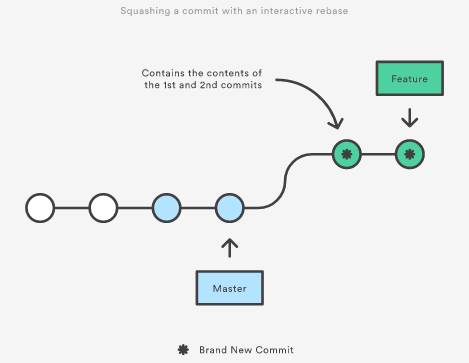 Squashing a commit with an interactive rebase
Contains the contents of
the 1st and 2nd commits
Feature
Master
Brand New Commit